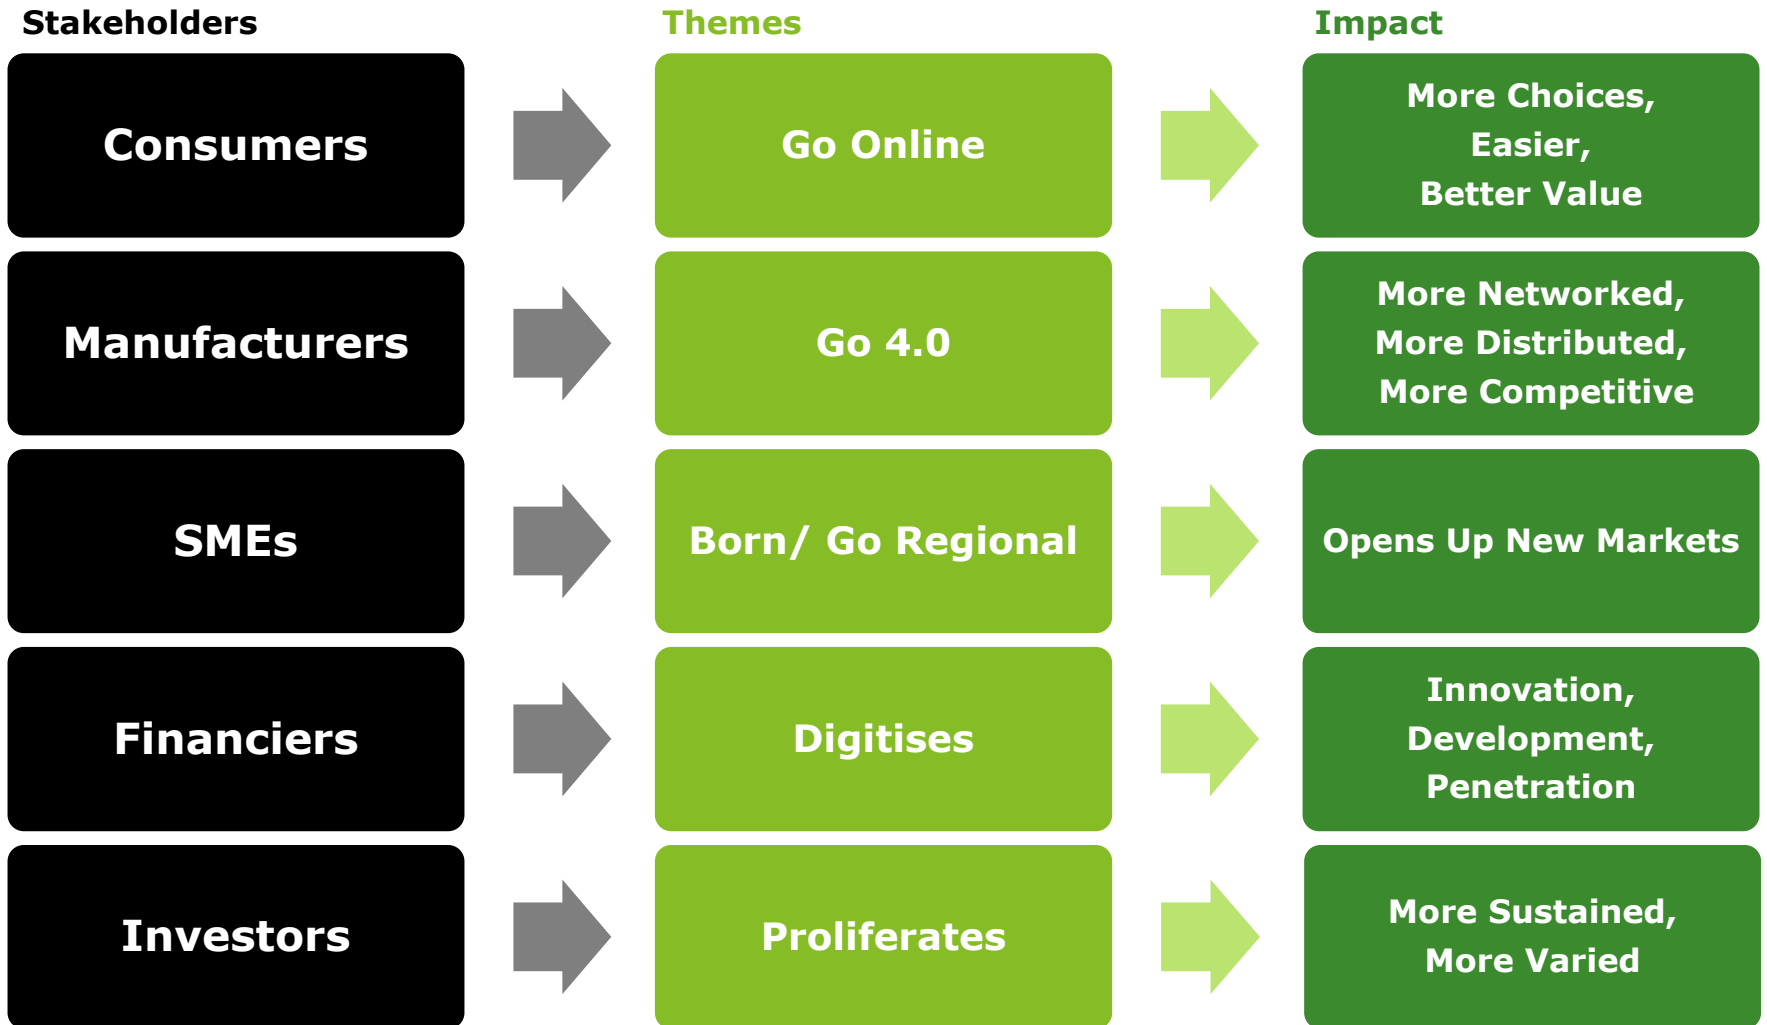 Stakeholders
Themes
Impact
Consumers
Go Online
More Choices,
Easier,
Better Value
Manufacturers
Go 4.0
More Networked,
More Distributed,
More Competitive
SMEs
Born/ Go Regional
Opens Up New Markets
Financiers
Digitises
Innovation,
Development,
Penetration
Investors
Proliferates
More Sustained,
More Varied